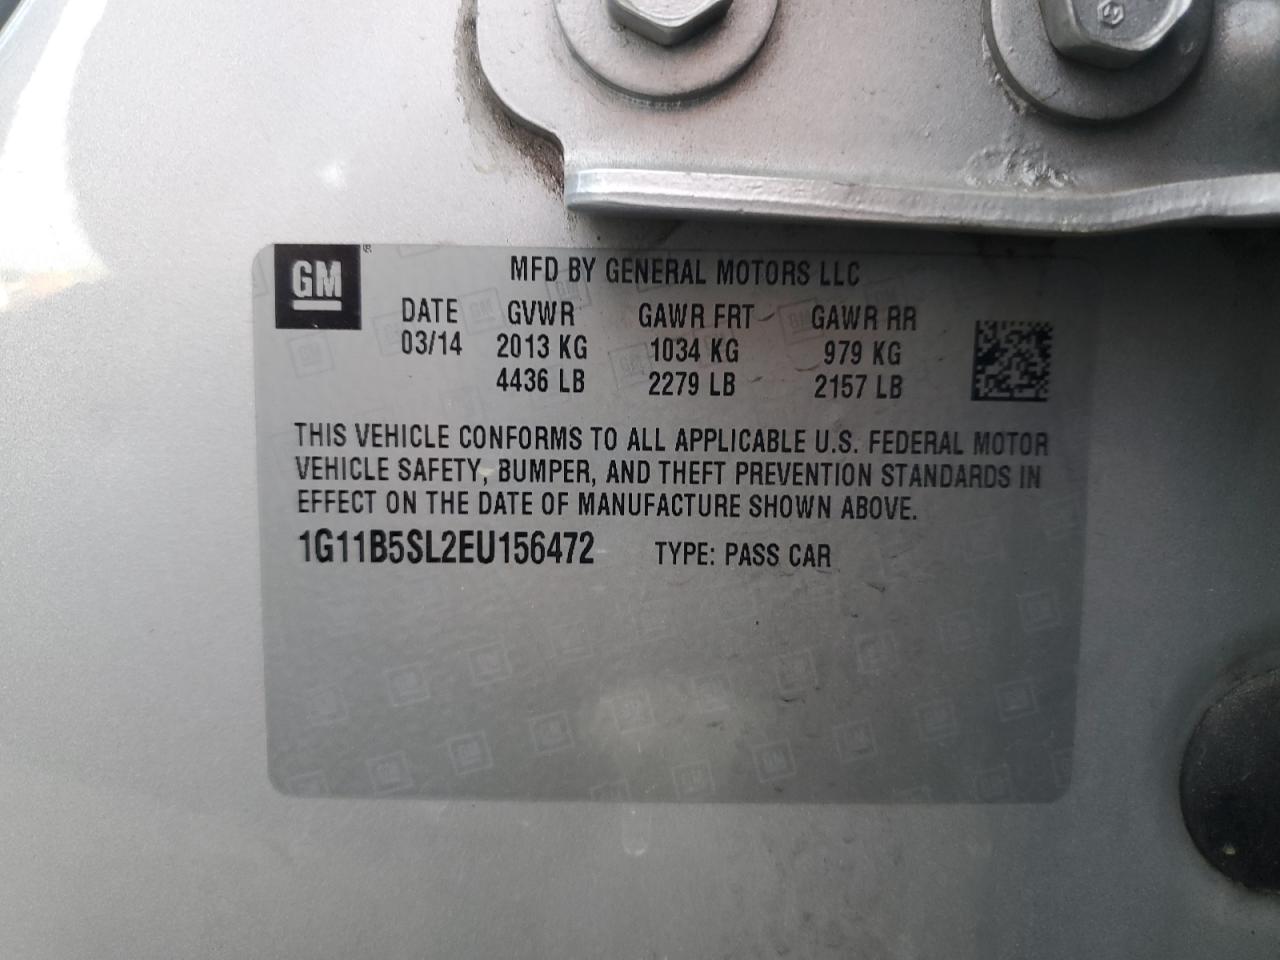 GM ®
MFD BY GENERAL MOTORS LLC
DATE GVWR GAWR FRT GAWR RR
03/14 2013 KG 1034 KG 979 KG
4436 LB 2279 LB 2157 LB
THIS VEHICLE CONFORMS TO ALL APPLICABLE U.S. FEDERAL MOTOR
VEHICLE SAFETY, BUMPER, AND THEFT PREVENTION STANDARDS IN
EFFECT ON THE DATE OF MANUFACTURE SHOWN ABOVE.
1G11B5SL2EU156472 TYPE: PASS CAR